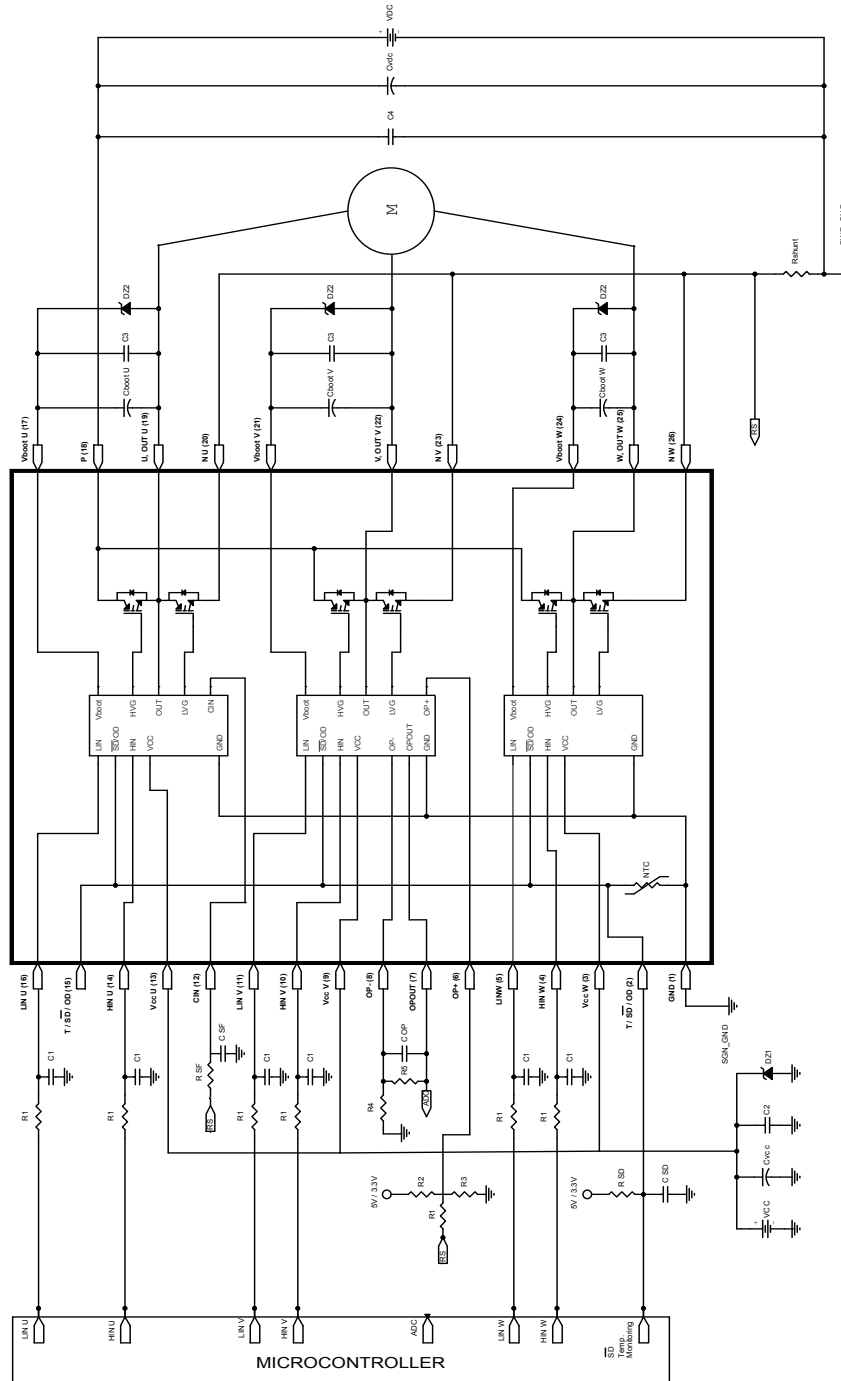 VDC
+
-
Cvdc
C4
M
Rshunt
DZ2
C3
Cboot U
DZ2
C3
Cboot V
DZ2
C3
Cboot W
RS
Vboot U (17)
P (18)
U, OUT U (19)
N U (20)
Vboot V (21)
V, OUT V (22)
N V (23)
Vboot W (24)
W, OUT W (25)
N W (26)
Vboot
HVG
OUT
LVG
CIN
LIN
SD/OD
HIN
VCC
GND
Vboot
HVG
OUT
LVG
OP+
LIN
SD/OD
HIN
VCC
OP-
OPOUT
GND
Vboot
HVG
OUT
LVG
LIN
SD/OD
HIN
VCC
GND
NTC
LIN U (16)
T / SD / OD (15)
HIN U (14)
Vcc U (13)
CIN (12)
LIN V (11)
HIN V (10)
Vcc V (9)
OP- (8)
OPOUT (7)
OP+ (6)
LINW (5)
HIN W (4)
Vcc W (3)
T / SD / OD (2)
GND (1)
SGN_GND
C1
R1
C1
R1
C SF
R SF
RS
C1
R1
C1
R1
C OP
R5
R4
ADC
5V / 3.3V
R2
R3
R1
RS
C1
R1
C1
R1
5V / 3.3V
R SD
C SD
DZ1
C2
Cvcc
VCC
+
-
LIN U
HIN U
LIN V
HIN V
ADC
LIN W
HIN W
SD
Temp.
Monitoring
MICROCONTROLLER